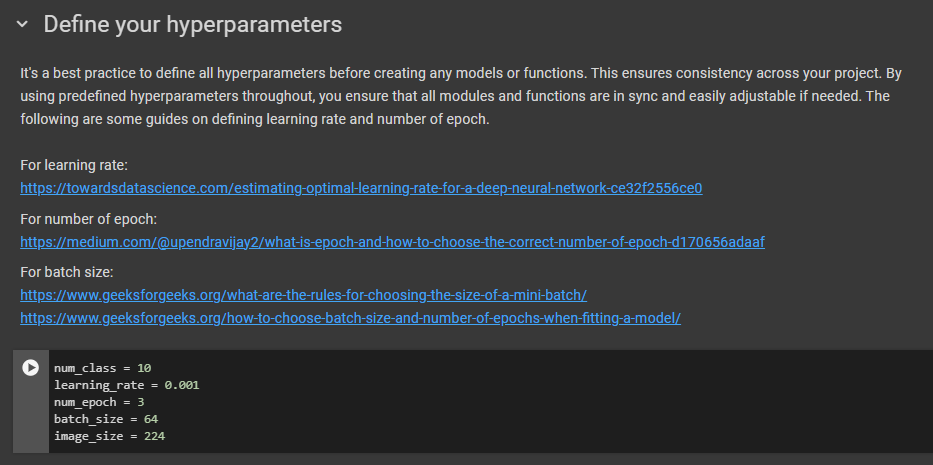 Define your hyperparameters
It's a best practice to define all hyperparameters before creating any models or functions. This ensures consistency across your project. By
using predefined hyperparameters throughout, you ensure that all modules and functions are in sync and easily adjustable if needed. The
following are some guides on defining learning rate and number of epoch.
For learning rate:
https://towardsdatascience.com/estimating-optimal-learning-rate-for-a-deep-neural-network-ce32f2556ce0
For number of epoch:
https://medium.com/@upendravijay2/what-is-epoch-and-how-to-choose-the-correct-number-of-epoch-d170656adaaf
For batch size:
https://www.geeksforgeeks.org/what-are-the-rules-for-choosing-the-size-of-a-mini-batch/
https://www.geeksforgeeks.org/how-to-choose-batch-size-and-number-of-epochs-when-fitting-a-model/
num_class = 10
learning_rate = 0.001
num_epoch = 3
batch_size = 64
image_size = 224